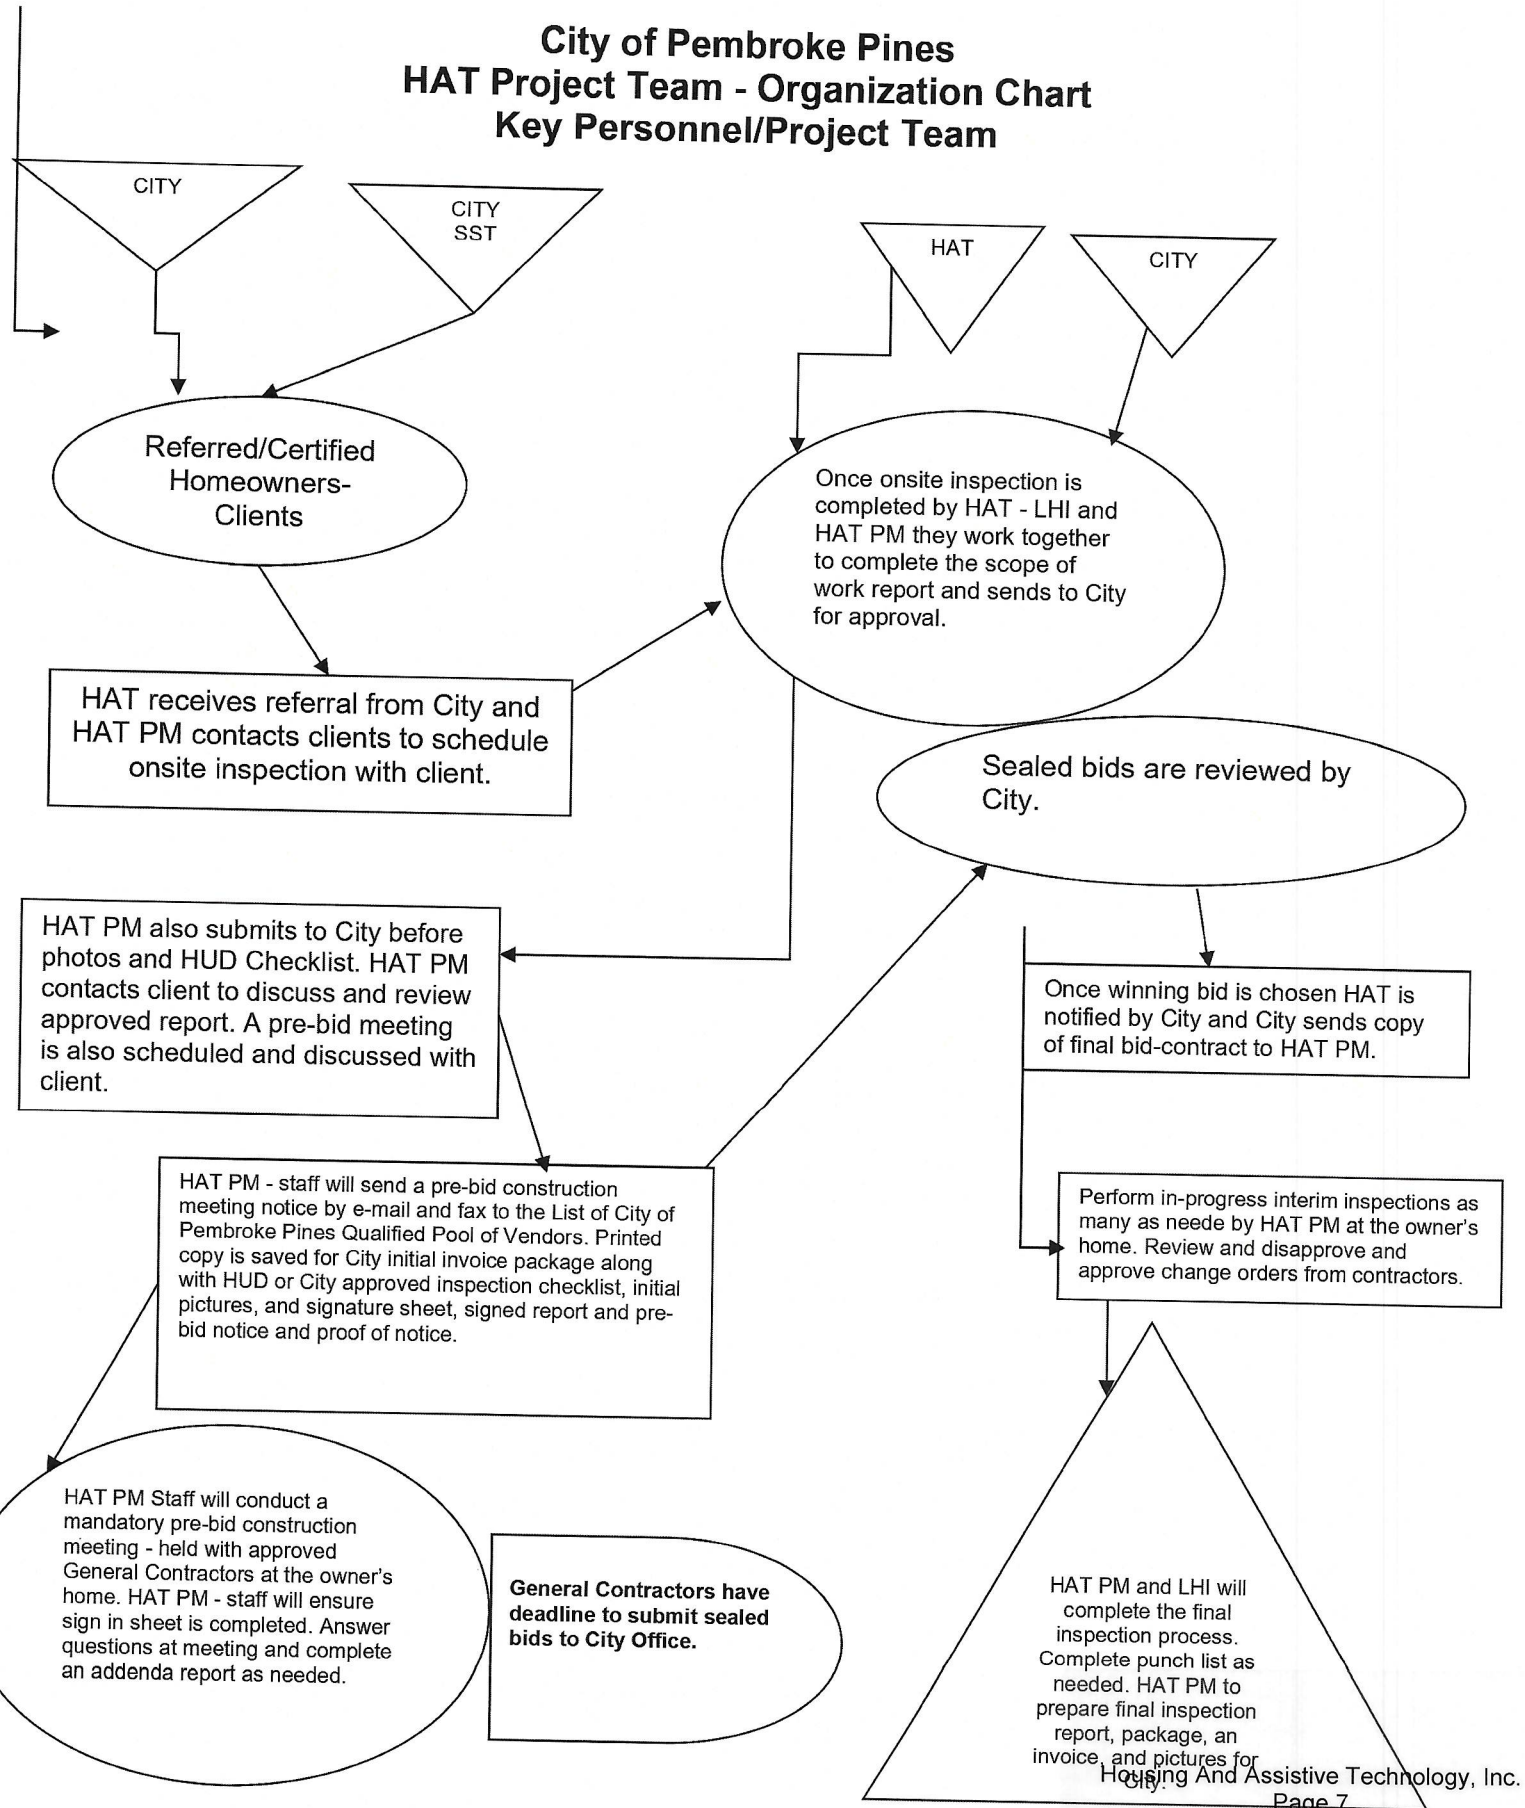 City of Pembroke Pines
HAT Project Team - Organization Chart
Key Personnel/Project Team
CITY
CITY
SST
HAT
CITY
Referred/Certified
Homeowners-
Clients
Once onsite inspection is
completed by HAT - LHI and
HAT PM they work together
to complete the scope of
work report and sends to City
for approval.
HAT receives referral from City and
HAT PM contacts clients to schedule
onsite inspection with client.
Sealed bids are reviewed by
City.
HAT PM also submits to City before
photos and HUD Checklist. HAT PM
contacts client to discuss and review
approved report. A pre-bid meeting
is also scheduled and discussed with
client.
Once winning bid is chosen HAT is
notified by City and City sends copy
of final bid-contract to HAT PM.
HAT PM - staff will send a pre-bid construction
meeting notice by e-mail and fax to the List of City of
Pembroke Pines Qualified Pool of Vendors. Printed
copy is saved for City initial invoice package along
with HUD or City approved inspection checklist, initial
pictures, and signature sheet, signed report and pre-
bid notice and proof of notice.
Perform in-progress interim inspections as
many as neede by HAT PM at the owner's
home. Review and disapprove and
approve change orders from contractors.
HAT PM Staff will conduct a
mandatory pre-bid construction
meeting - held with approved
General Contractors at the owner's
home. HAT PM - staff will ensure
sign in sheet is completed. Answer
questions at meeting and complete
an addenda report as needed.
General Contractors have
deadline to submit sealed
bids to City Office.
HAT PM and LHI will
complete the final
inspection process.
Complete punch list as
needed. HAT PM to
prepare final inspection
report, package, an
invoice, and pictures for
City.
Housing And Assistive Technology, Inc.
Page 7